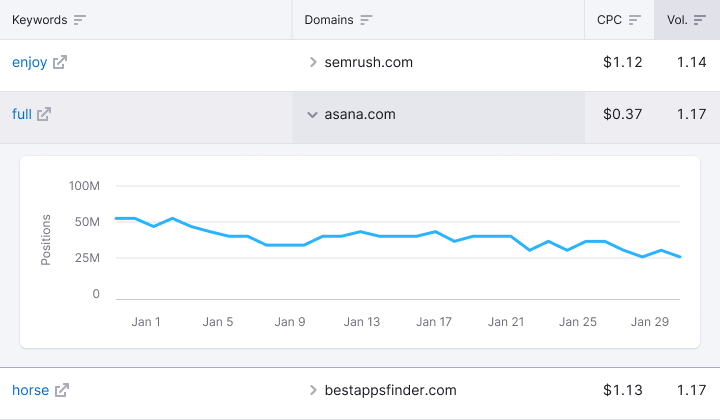 Keywords Domains CPC Vol.
enjoy semrush.com $1.12 1.14
full asana.com $0.37 1.17
100M
50M
25M
0
Positions
Jan 1 Jan 5 Jan 9 Jan 13 Jan 17 Jan 21 Jan 25 Jan 29
horse bestappsfinder.com $1.13 1.17